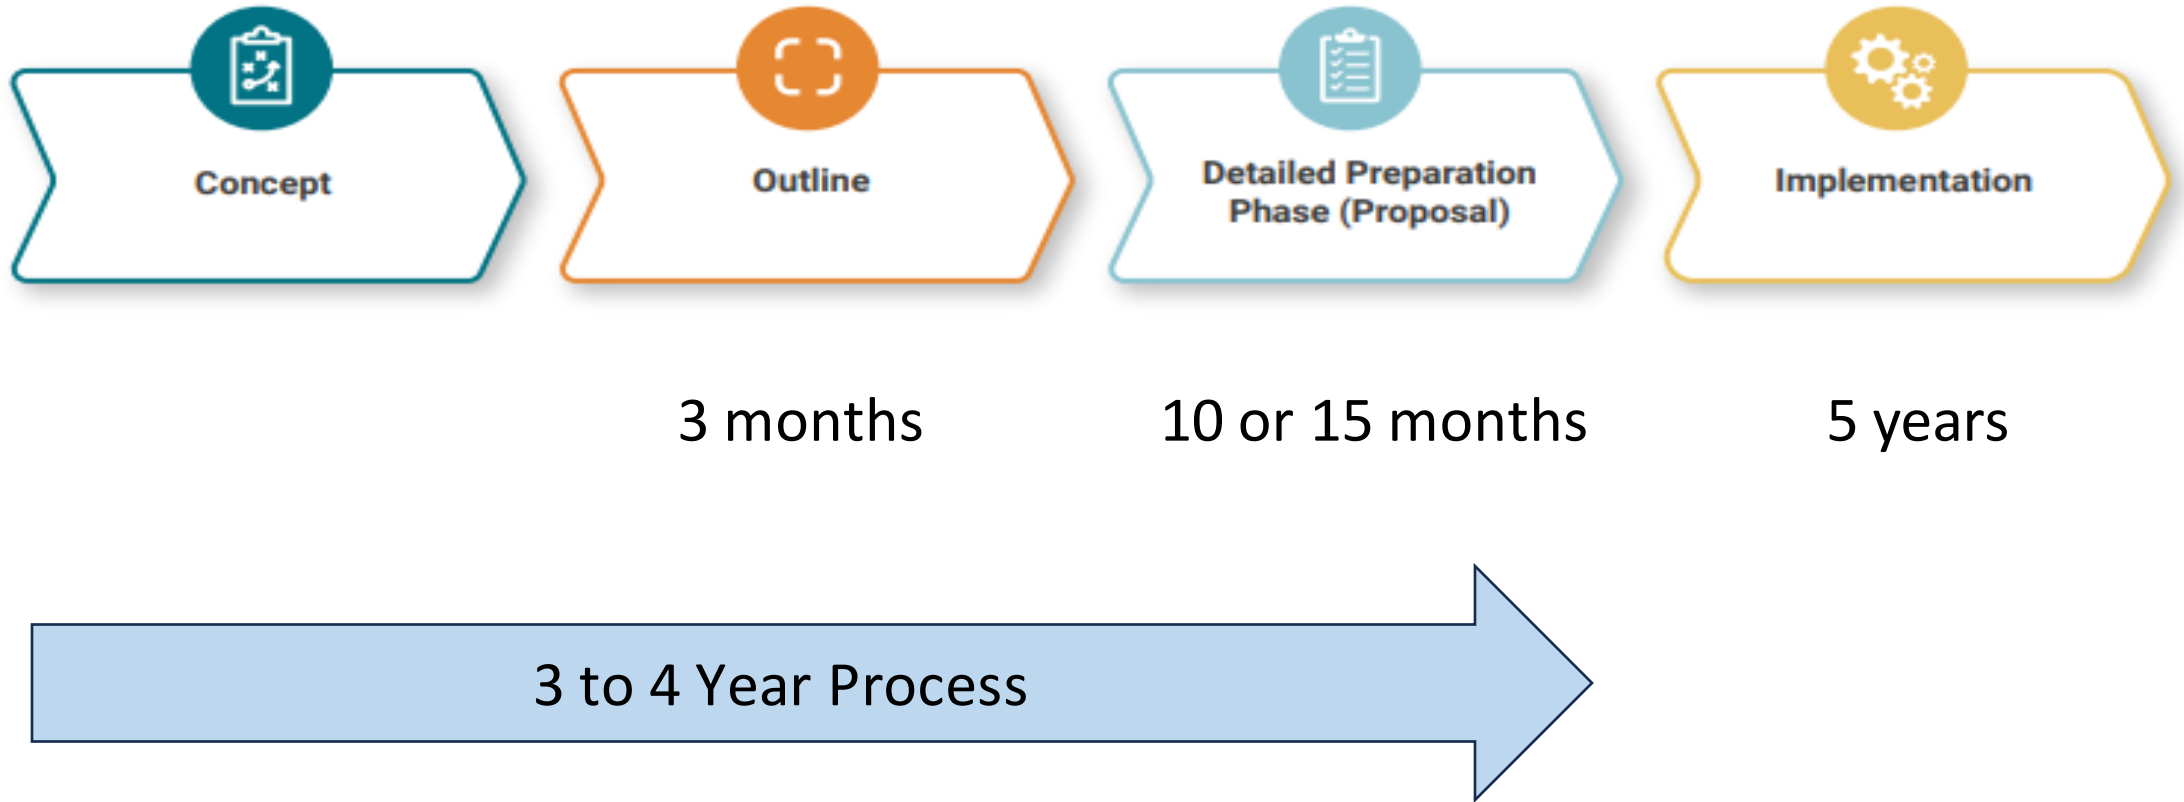 Concept
Outline
Detailed Preparation
Phase (Proposal)
Implementation
3 months
10 or 15 months
5 years
3 to 4 Year Process